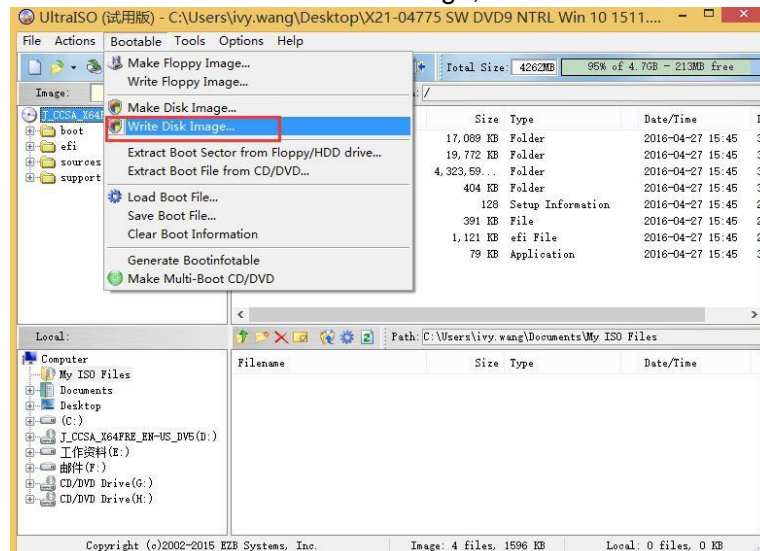 UltraISO (试用版) - C:\Users\ivy.wang\Desktop\X21-04775 SW DVD9 NTRL Win 10 1511....
File Actions Bootable Tools Options Help
Make Floppy Image...
Write Floppy Image...
Make Disk Image...
Write Disk Image...
Extract Boot Sector from Floppy/HDD drive...
Extract Boot File from CD/DVD...
Load Boot File...
Save Boot File...
Clear Boot Information
Generate Bootinfotable
Make Multi-Boot CD/DVD
Total Size: 4262MB 95% of 4.7GB - 213MB free
Image: /
J_CCSA_X64F
boot
efi
sources
support
Size Type Date/Time
17,089 KB Folder 2016-04-27 15:45
19,772 KB Folder 2016-04-27 15:45
4,323,59... Folder 2016-04-27 15:45
404 KB Folder 2016-04-27 15:45
128 Setup Information 2016-04-27 15:45
391 KB File 2016-04-27 15:45
1,121 KB efi File 2016-04-27 15:45
79 KB Application 2016-04-27 15:45
Local: Path: C:\Users\ivy.wang\Documents\My ISO Files
Computer
My ISO Files
Documents
Desktop
(C:)
J_CCSA_X64FRE_EN-US_DV5(D:)
工作资料(E:)
邮件(F:)
CD/DVD Drive(G:)
CD/DVD Drive(H:)
Filename Size Type Date/Time
Copyright (c)2002-2015 EZB Systems, Inc. Image: 4 files, 1596 KB Local: 0 files, 0 KB